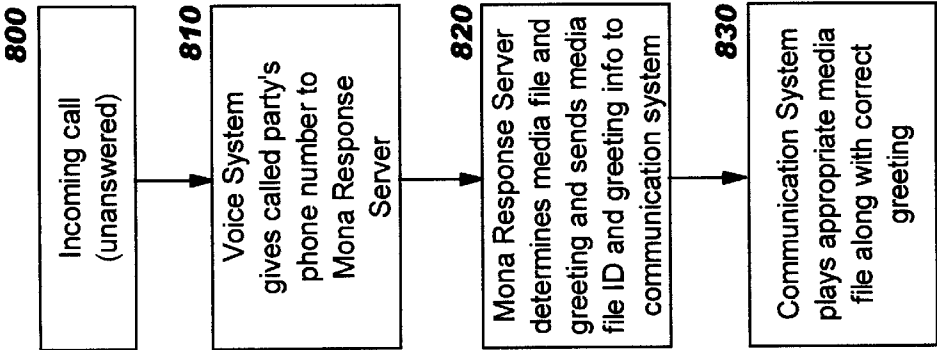 800
Incoming call
(unanswered)
810
Voice System
gives called party's
phone number to
Mona Response
Server
820
Mona Response Server
determines media file and
greeting and sends media
file ID and greeting info to
communication system
830
Communication System
plays appropriate media
file along with correct
greeting